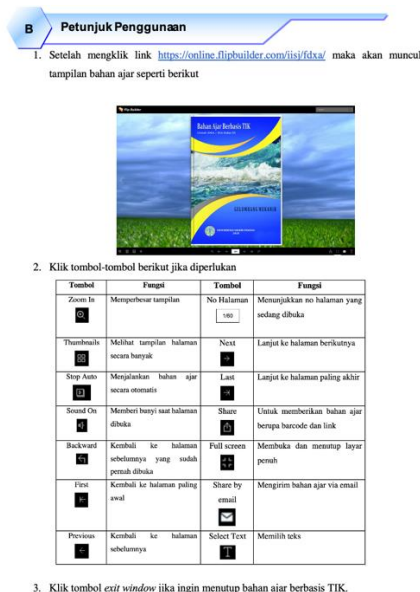 B Petunjuk Penggunaan
1. Setelah mengklik link https://online.flipbuilder.com/iisj/fdxa/ maka akan muncul
tampilan bahan ajar seperti berikut
Bahan Ajar Berbasis TIK
GELOMBANG MEKANIK
2. Klik tombol-tombol berikut jika diperlukan
Tombol Fungsi Tombol Fungsi
Zoom In Memperbesar tampilan No Halaman Menunjukkan no halaman yang
1/60 sedang dibuka
Thumbnails Melihat tampilan halaman Next Lanjut ke halaman berikutnya
secara banyak
Stop Auto Menjalankan bahan ajar Last Lanjut ke halaman paling akhir
secara otomatis
Sound On Memberi bunyi saat halaman Share Untuk memberikan bahan ajar
dibuka berupa barcode dan link
Backward Kembali ke halaman Full screen Membuka dan menutup layar
sebelumnya yang sudah penuh
pernah dibuka
First Kembali ke halaman paling Share by Mengirim bahan ajar via email
awal email
Previous Kembali ke halaman Select Text Memilih teks
sebelumnya T
3. Klik tombol exit window jika ingin menutup bahan ajar berbasis TIK.